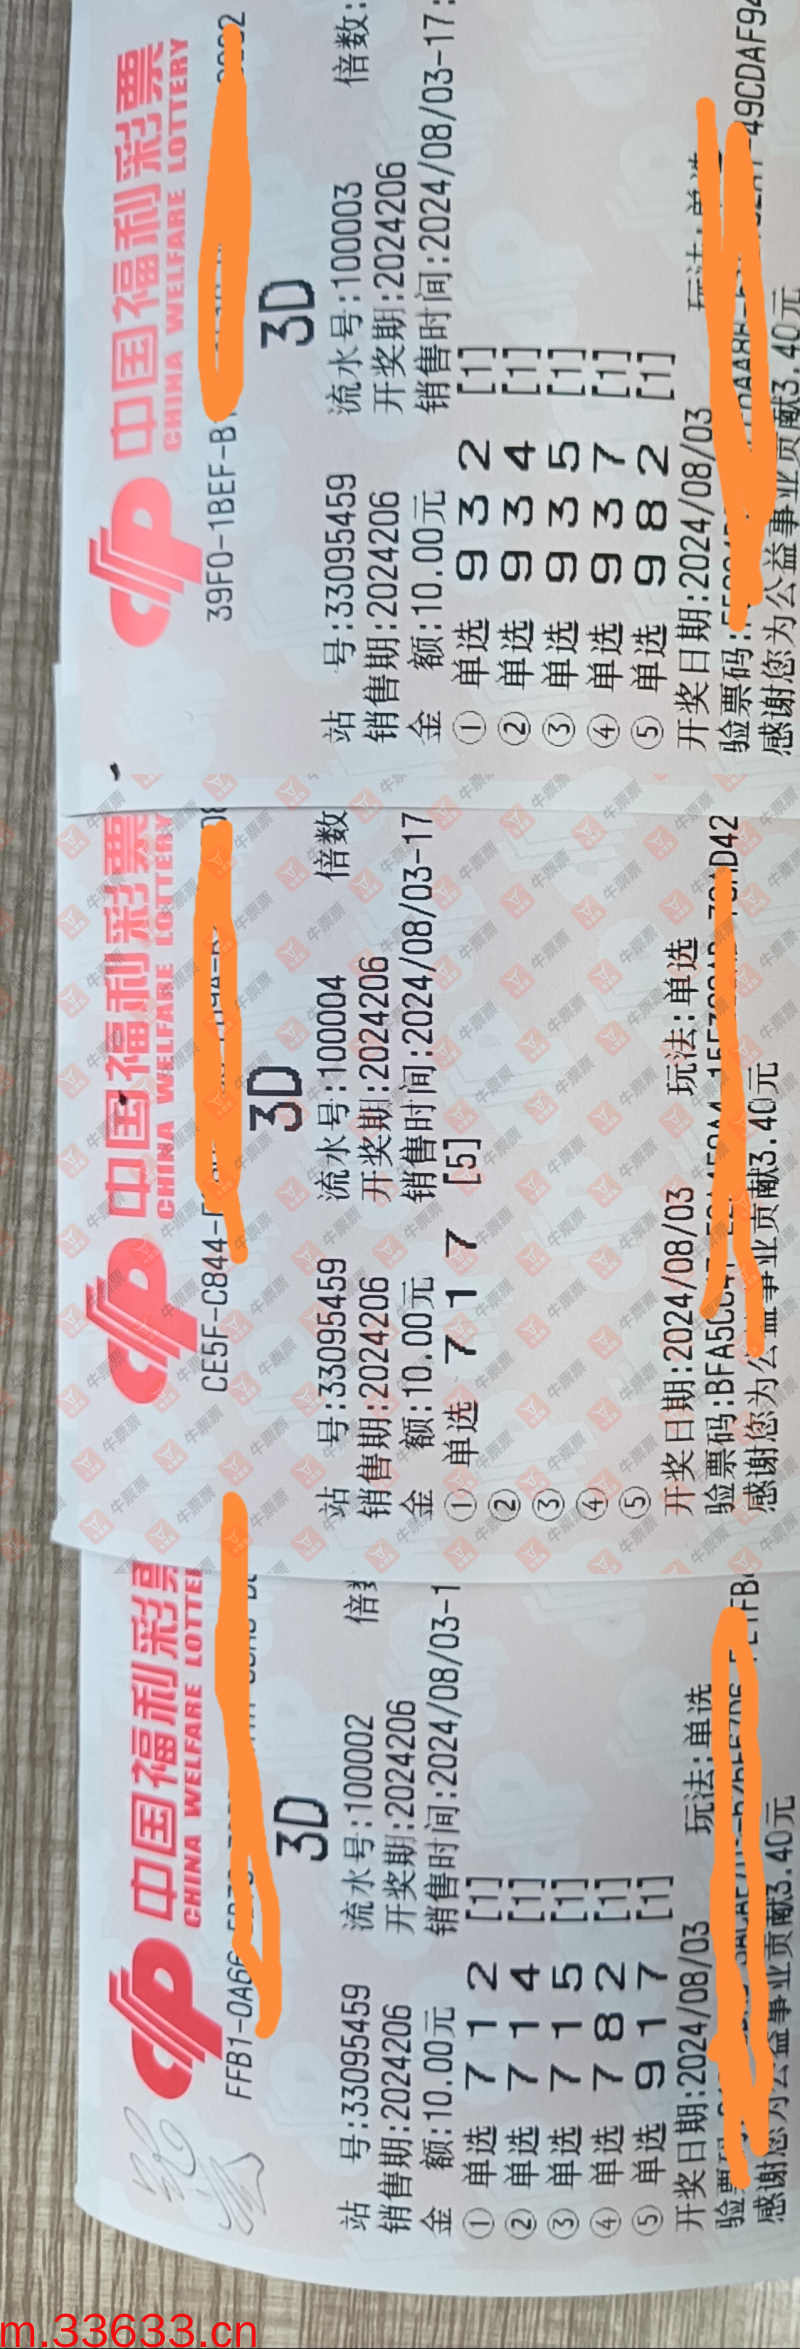 中国福利彩票
CHINA WELFARE LOTTERY
39F0-1BEF-B
3D
站 号:33095459 流水号:100003
销售期:2024206 开奖期:2024206 倍数:
金 额:10.00元 销售时间:2024/08/03-17:
① 单选 9 3 2 [1]
② 单选 9 3 4 [1]
③ 单选 9 3 5 [1]
④ 单选 9 3 7 [1]
⑤ 单选 9 8 2 [1]
开奖日期:2024/08/03 玩法:单选
验票码: 49CDAF94
感谢您为公益事业贡献3.40元
中国福利彩票
CHINA WELFARE LOTTERY
CE5F-C844-
3D
站 号:33095459 流水号:100004 倍数
销售期:2024206 开奖期:2024206
金 额:10.00元 销售时间:2024/08/03-17
① 单选 7 1 7 [5]
②
③
④
⑤
开奖日期:2024/08/03 玩法:单选
验票码:BFA5 AD42
感谢您为公益事业贡献3.40元
牛票票
中国福利彩票
CHINA WELFARE LOTTER
FFB1-0A66
3D
站 号:33095459 流水号:100002 倍
销售期:2024206 开奖期:2024206
金 额:10.00元 销售时间:2024/08/03-1
① 单选 7 1 2 [1]
② 单选 7 1 4 [1]
③ 单选 7 1 5 [1]
④ 单选 7 8 2 [1]
⑤ 单选 9 1 7 [1]
开奖日期:2024/08/03 玩法:单选
验票
感谢您为公益事业贡献3.40元
m.33633.cn